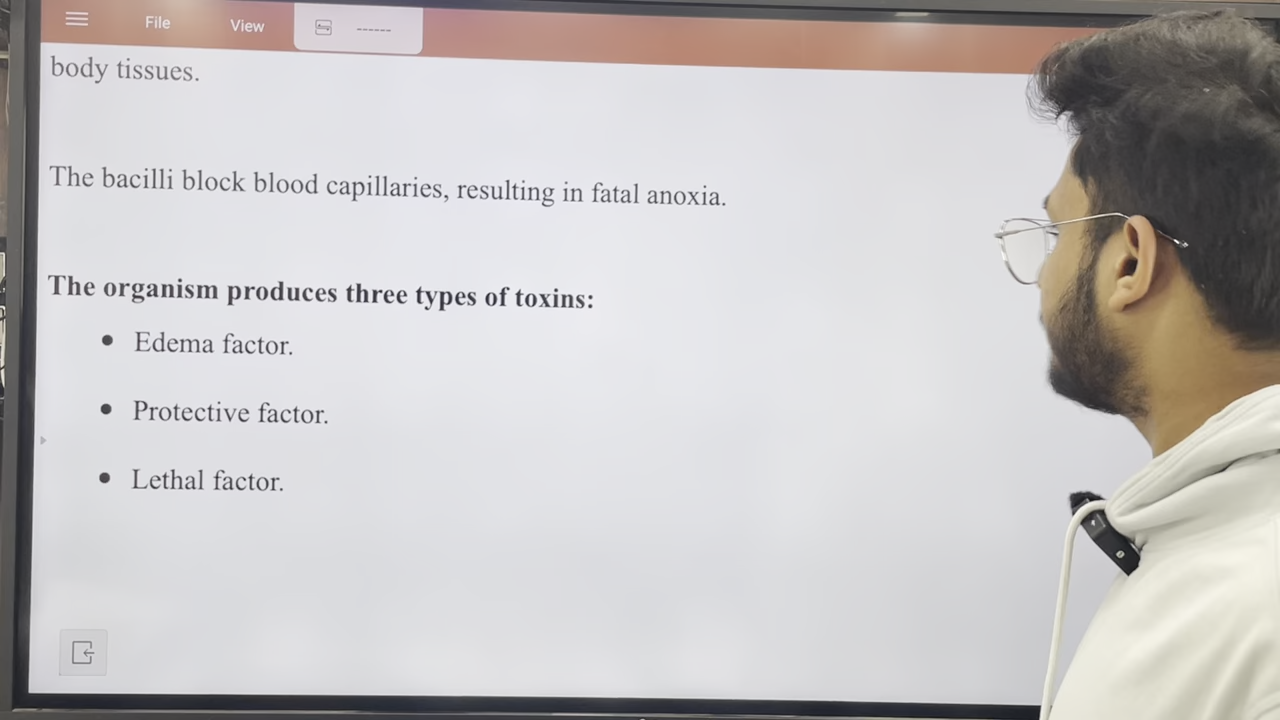 File View ------
body tissues.
The bacilli block blood capillaries, resulting in fatal anoxia.
The organism produces three types of toxins:
• Edema factor.
• Protective factor.
• Lethal factor.